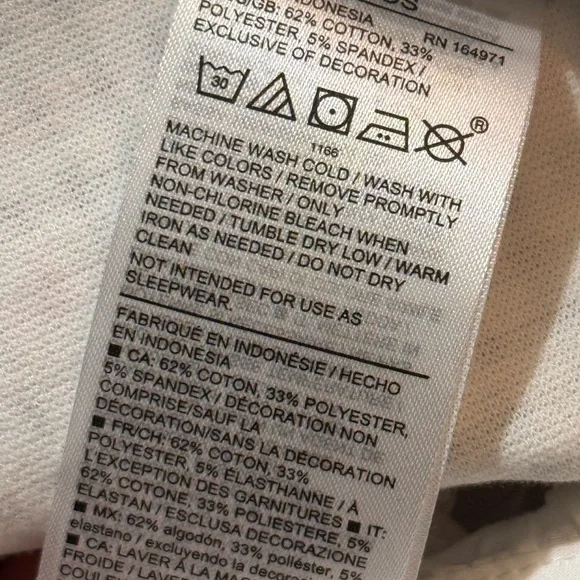 INDONESIA RN 164971
/GB: 62% COTTON, 33%
POLYESTER, 5% SPANDEX /
EXCLUSIVE OF DECORATION
30
®
1166
MACHINE WASH COLD / WASH WITH
LIKE COLORS / REMOVE PROMPTLY
FROM WASHER / ONLY
NON-CHLORINE BLEACH WHEN
NEEDED / TUMBLE DRY LOW / WARM
IRON AS NEEDED / DO NOT DRY
CLEAN
NOT INTENDED FOR USE AS
SLEEPWEAR.
FABRIQUÉ EN INDONÉSIE / HECHO
EN INDONESIA
■ CA: 62% COTON, 33% POLYESTER,
5% SPANDEX / DÉCORATION NON
COMPRISE/SAUF LA
DÉCORATION/SANS LA DÉCORATION
■ FR/CH: 62% COTON, 33%
POLYESTER, 5% ÉLASTHANNE / À
L'EXCEPTION DES GARNITURES ■ IT:
62% COTONE, 33% POLIESTERE, 5%
ELASTAN / ESCLUSA DECORAZIONE
■ MX: 62% algodón, 33% poliéster, 5%
elastano / excluyendo la decoración
■ CA: LAVER À LA
FROIDE / LAVER